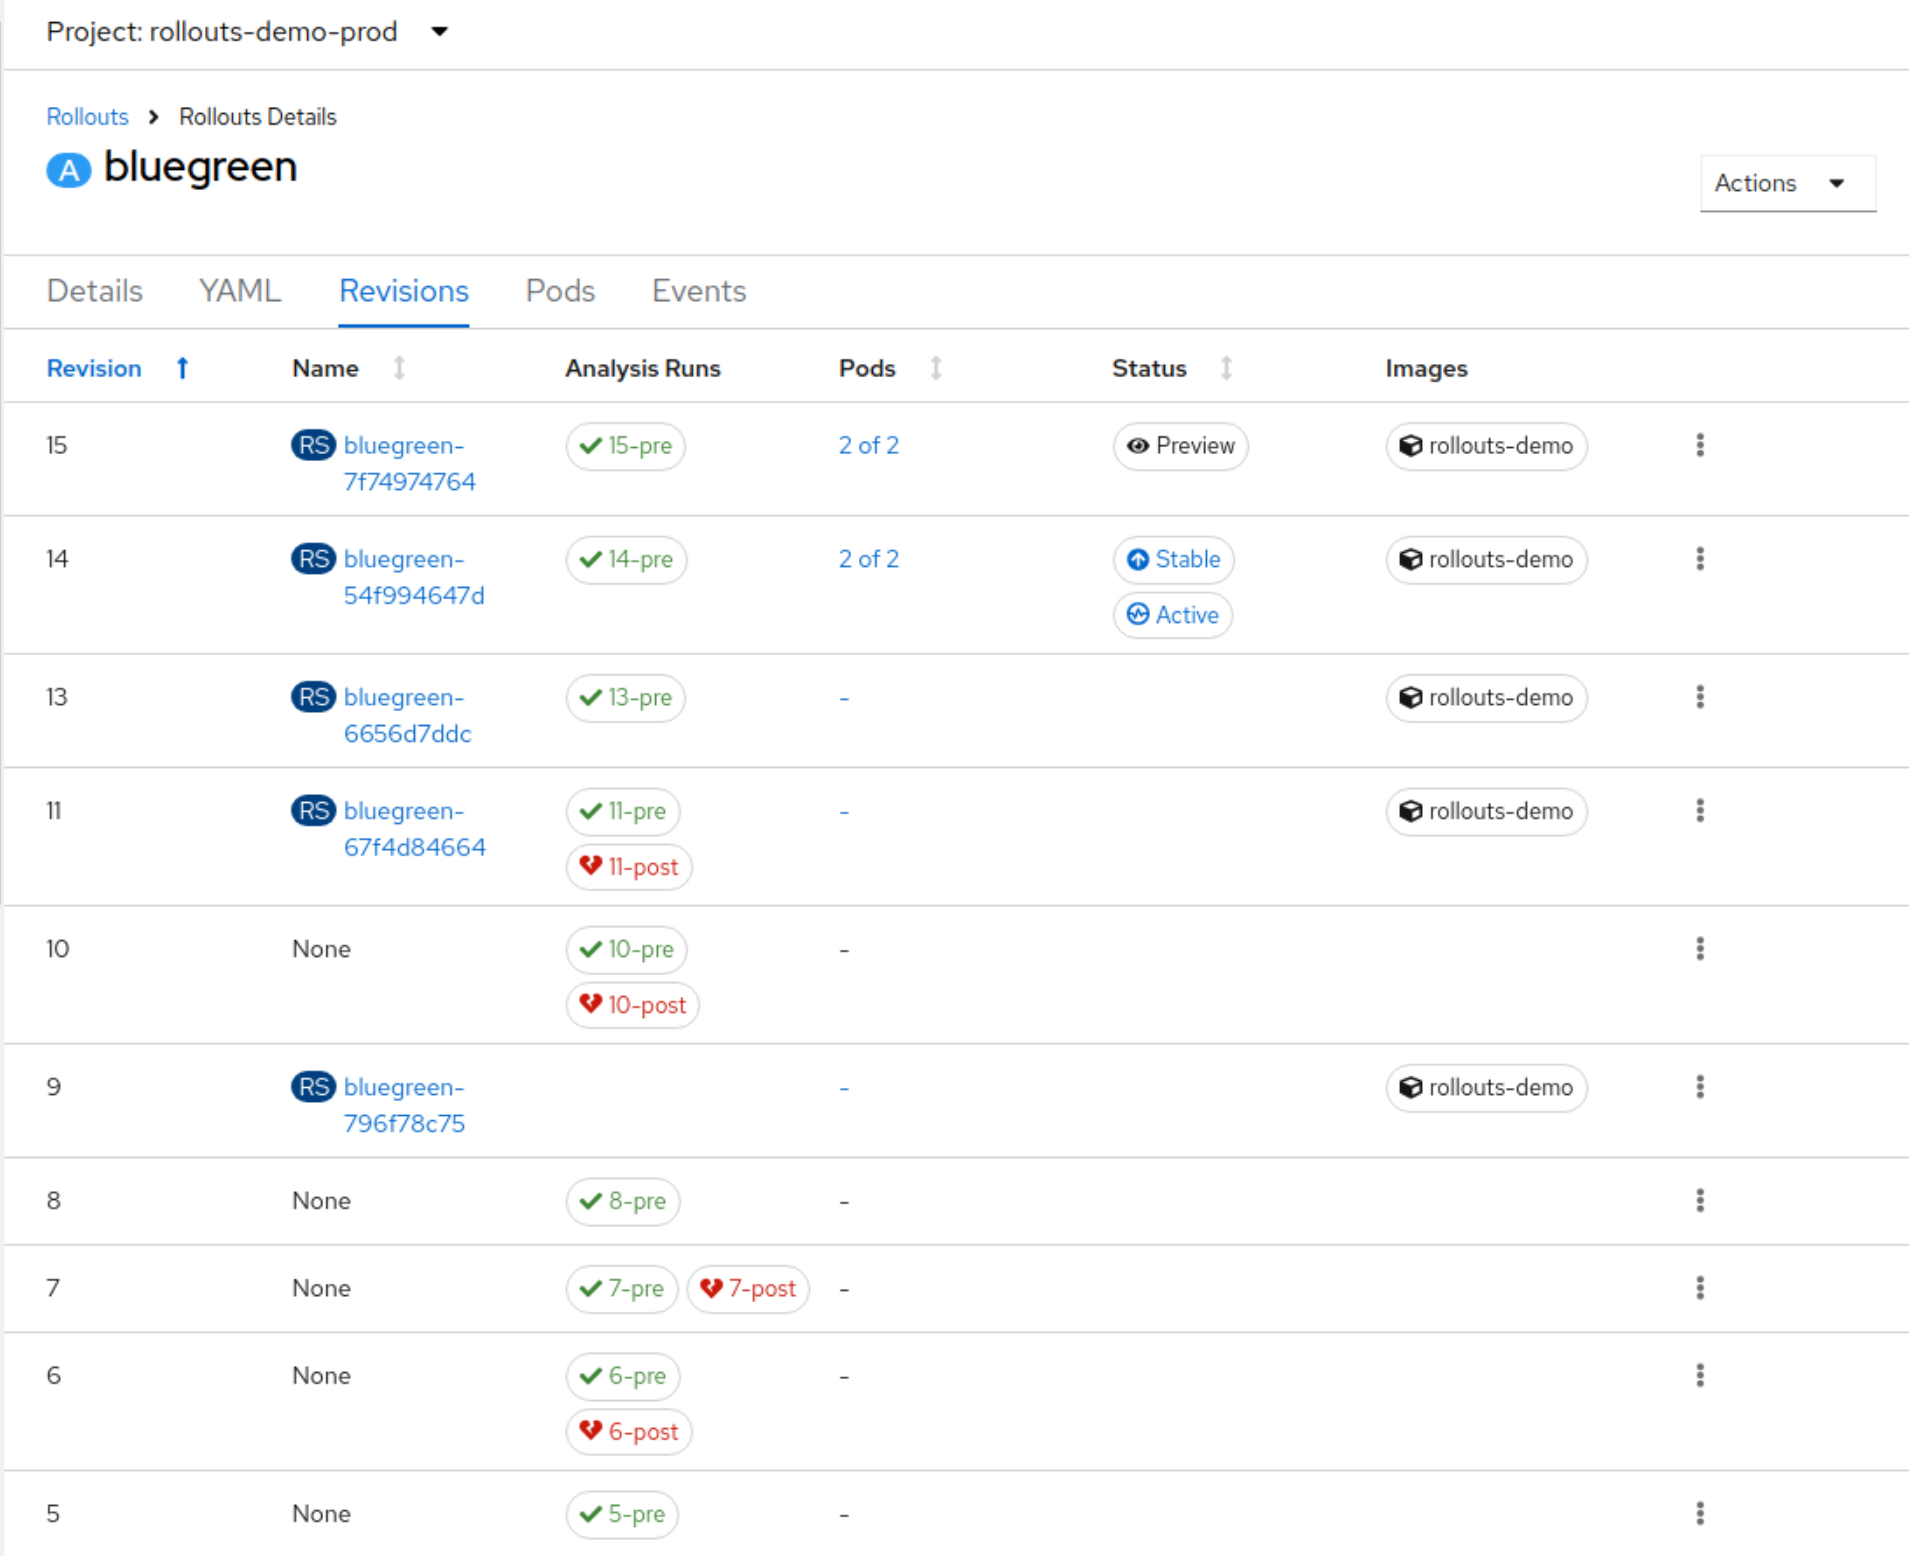 Project: rollouts-demo-prod
Rollouts Rollouts Details
A bluegreen
Actions
Details YAML Revisions Pods Events
Revision Name Analysis Runs Pods Status Images
15 RS bluegreen- 15-pre 2 of 2 Preview rollouts-demo
7f74974764
14 RS bluegreen- 14-pre 2 of 2 Stable rollouts-demo
54f994647d Active
13 RS bluegreen- 13-pre - rollouts-demo
6656d7ddc
11 RS bluegreen- 11-pre - rollouts-demo
67f4d84664 11-post
10 None 10-pre -
10-post
9 RS bluegreen- - rollouts-demo
796f78c75
8 None 8-pre -
7 None 7-pre 7-post -
6 None 6-pre -
6-post
5 None 5-pre -